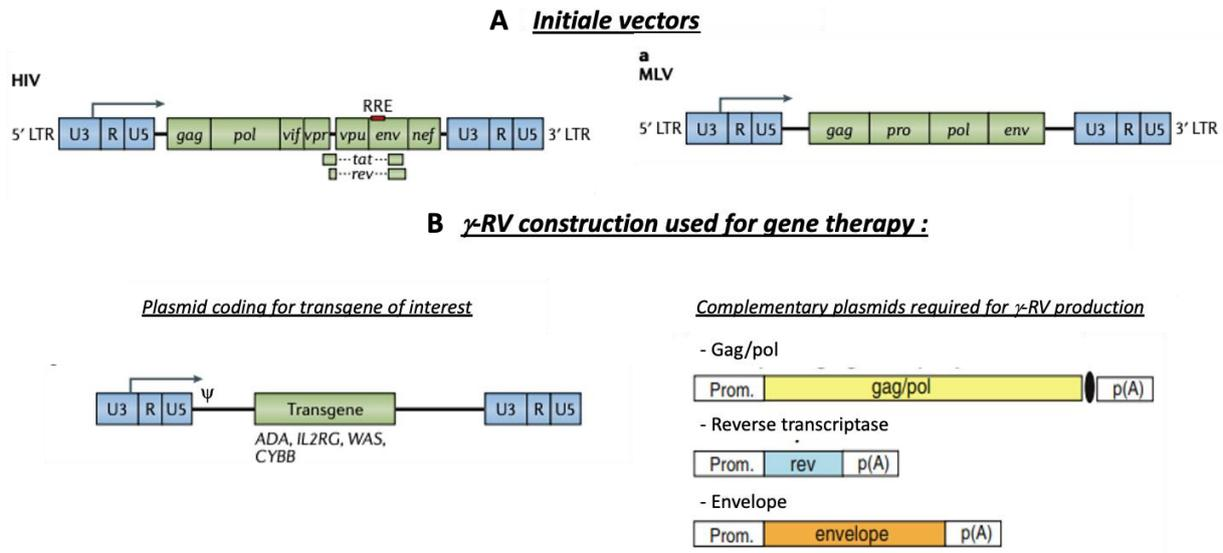 A Initiale vectors
HIV
5′ LTR U3 R U5 gag pol vif vpr vpu env nef U3 R U5 3′ LTR
RRE
tat
rev
a
MLV
5′ LTR U3 R U5 gag pro pol env U3 R U5 3′ LTR
B γ-RV construction used for gene therapy :
Plasmid coding for transgene of interest
U3 R U5 Ψ Transgene U3 R U5
ADA, IL2RG, WAS,
CYBB
Complementary plasmids required for γ-RV production
- Gag/pol
Prom. gag/pol p(A)
- Reverse transcriptase
Prom. rev p(A)
- Envelope
Prom. envelope p(A)